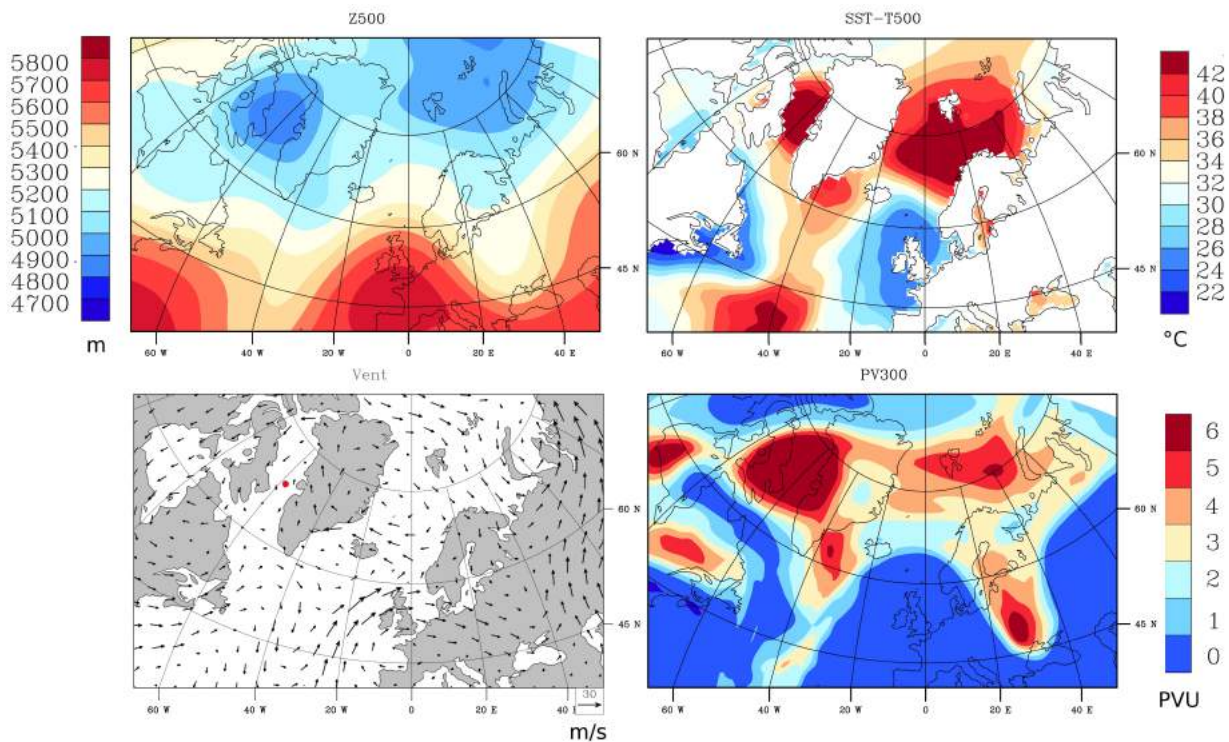 Z500
5800
5700
5600
5500
5400
5300
5200
5100
5000
4900
4800
4700
m
60 N
45 N
60 W
40 W
20 W
0
20 E
40 E
SST-T500
42
40
38
36
34
32
30
28
26
24
22
°C
60 N
45 N
60 W
40 W
20 W
0
20 E
40 E
Vent
60 N
45 N
60 W
40 W
20 W
0
20 E
40 E
30
m/s
PV300
6
5
4
3
2
1
0
PVU
60 N
45 N
60 W
40 W
20 W
0
20 E
40 E